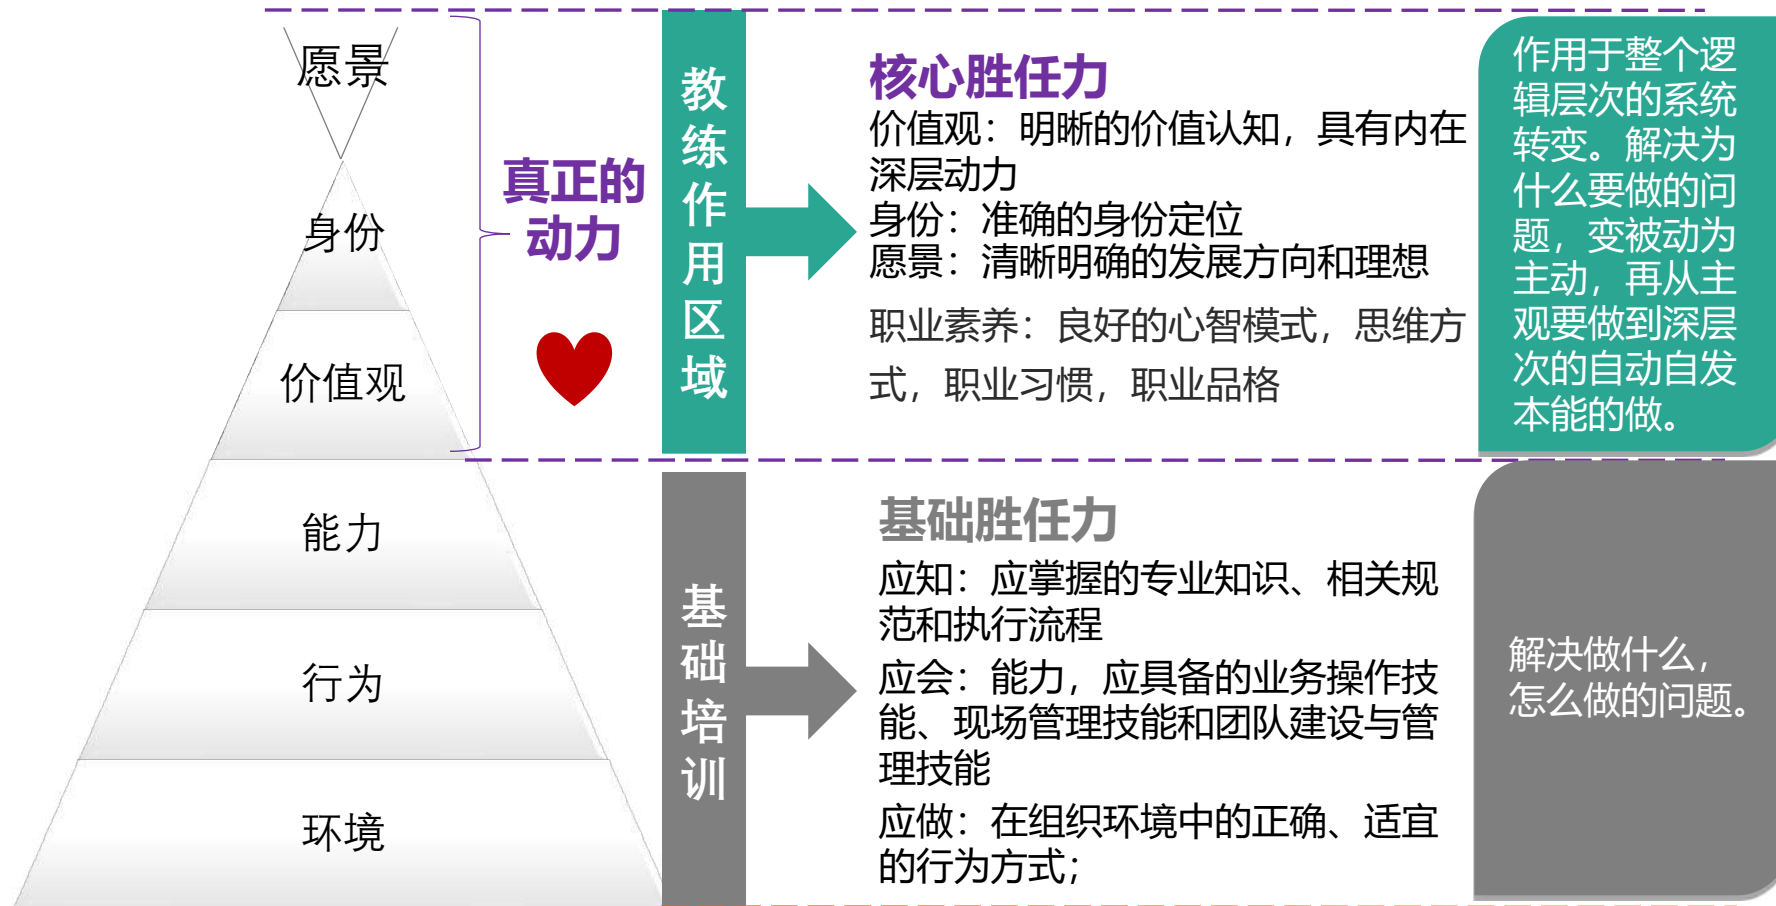 愿景
身份
价值观
能力
行为
环境
真正的
动力
教练作用区域
核心胜任力
价值观：明晰的价值认知，具有内在
深层动力
身份：准确的身份定位
愿景：清晰明确的发展方向和理想
职业素养：良好的心智模式，思维方
式，职业习惯，职业品格
作用于整个逻
辑层次的系统
转变。解决为
什么要做的问
题，变被动为
主动，再从主
观要做到深层
次的自动自发
本能的做。
基础培训
基础胜任力
应知：应掌握的专业知识、相关规
范和执行流程
应会：能力，应具备的业务操作技
能、现场管理技能和团队建设与管
理技能
应做：在组织环境中的正确、适宜
的行为方式；
解决做什么，
怎么做的问题。